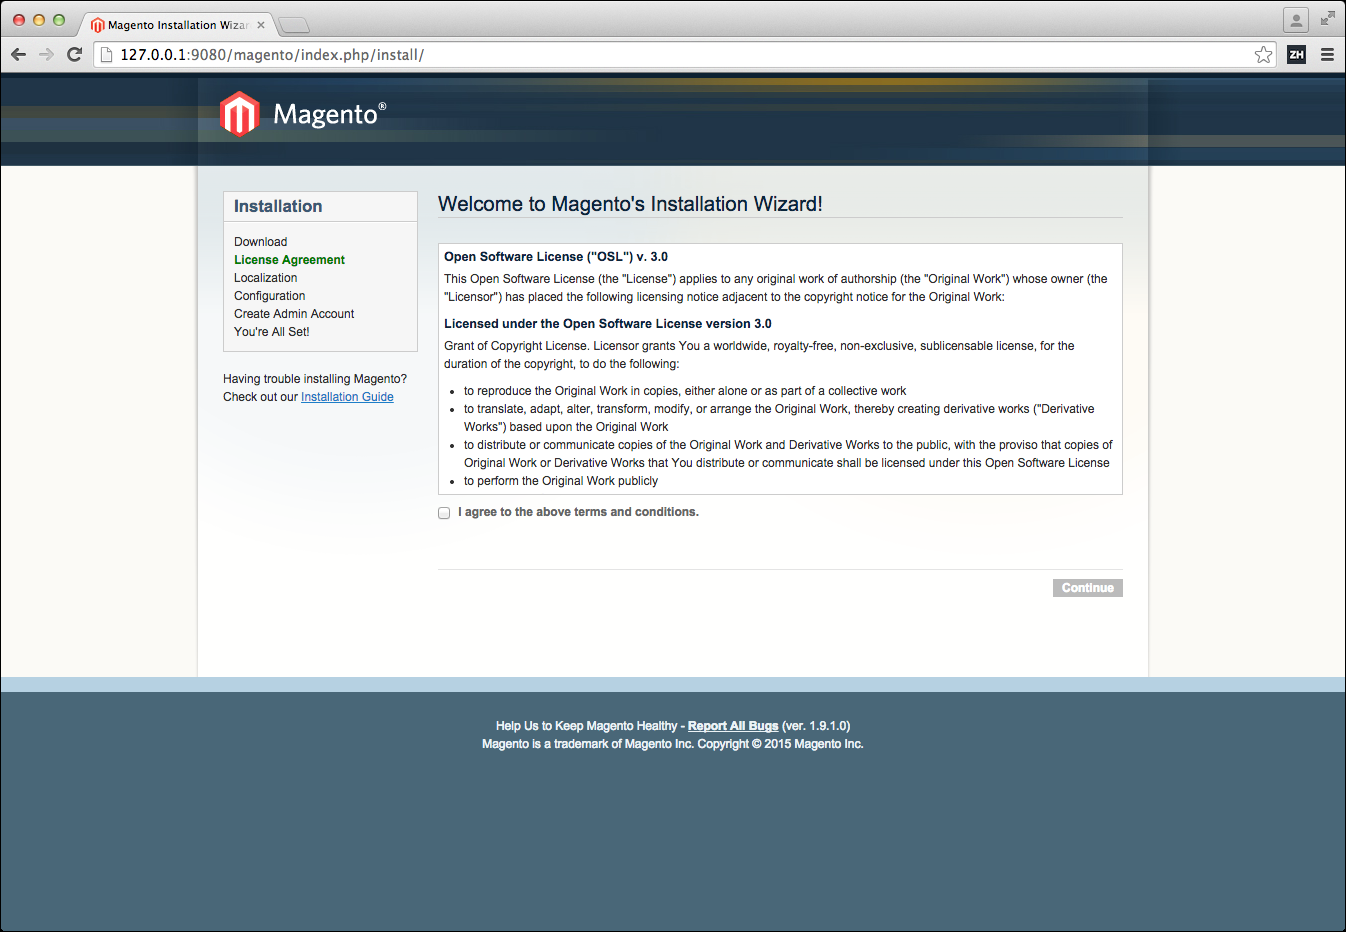 Magento Installation Wizar
127.0.0.1:9080/magento/index.php/install/
ZH
Magento®
Installation
Download
License Agreement
Localization
Configuration
Create Admin Account
You're All Set!
Having trouble installing Magento?
Check out our Installation Guide
Welcome to Magento's Installation Wizard!
Open Software License ("OSL") v. 3.0
This Open Software License (the "License") applies to any original work of authorship (the "Original Work") whose owner (the
"Licensor") has placed the following licensing notice adjacent to the copyright notice for the Original Work:
Licensed under the Open Software License version 3.0
Grant of Copyright License. Licensor grants You a worldwide, royalty-free, non-exclusive, sublicensable license, for the
duration of the copyright, to do the following:
• to reproduce the Original Work in copies, either alone or as part of a collective work
• to translate, adapt, alter, transform, modify, or arrange the Original Work, thereby creating derivative works ("Derivative
Works") based upon the Original Work
• to distribute or communicate copies of the Original Work and Derivative Works to the public, with the proviso that copies of
Original Work or Derivative Works that You distribute or communicate shall be licensed under this Open Software License
• to perform the Original Work publicly
I agree to the above terms and conditions.
Continue
Help Us to Keep Magento Healthy - Report All Bugs (ver. 1.9.1.0)
Magento is a trademark of Magento Inc. Copyright © 2015 Magento Inc.